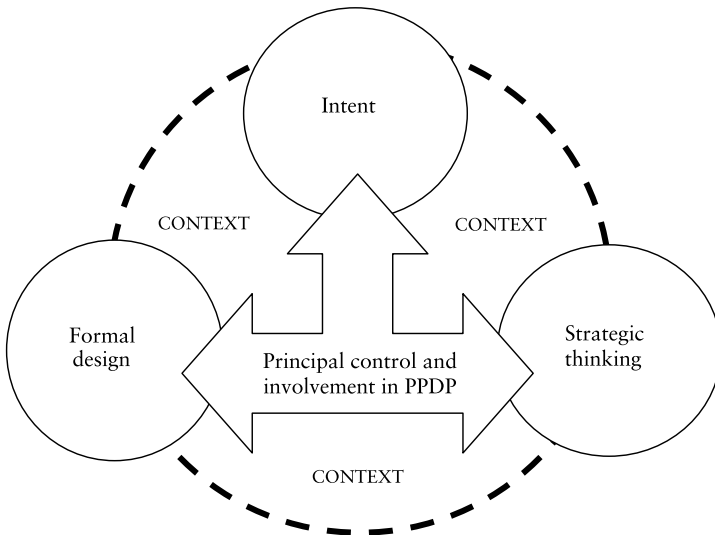 Intent
CONTEXT
CONTEXT
Formal
design
Strategic
thinking
Principal control and
involvement in PPDP
CONTEXT